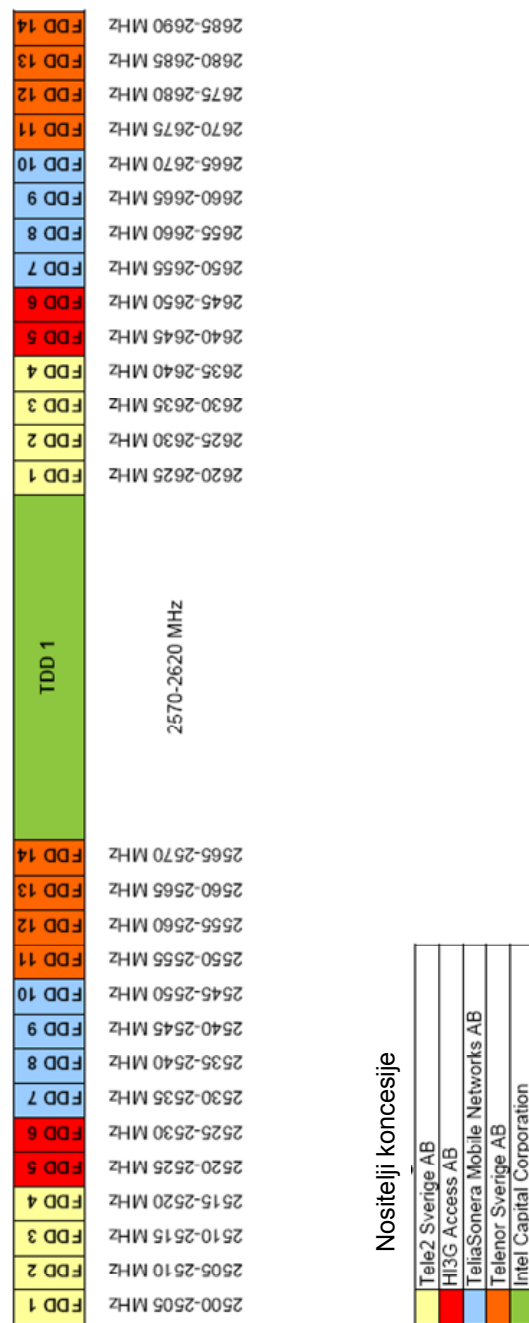 FDD 14 2685-2690 MHz
FDD 13 2680-2685 MHz
FDD 12 2675-2680 MHz
FDD 11 2670-2675 MHz
FDD 10 2665-2670 MHz
FDD 9 2660-2665 MHz
FDD 8 2655-2660 MHz
FDD 7 2650-2655 MHz
FDD 6 2645-2650 MHz
FDD 5 2640-2645 MHz
FDD 4 2635-2640 MHz
FDD 3 2630-2635 MHz
FDD 2 2625-2630 MHz
FDD 1 2620-2625 MHz
TDD 1 2570-2620 MHz
FDD 14 2565-2570 MHz
FDD 13 2560-2565 MHz
FDD 12 2555-2560 MHz
FDD 11 2550-2555 MHz
FDD 10 2545-2550 MHz
FDD 9 2540-2545 MHz
FDD 8 2535-2540 MHz
FDD 7 2530-2535 MHz
FDD 6 2525-2530 MHz
FDD 5 2520-2525 MHz
FDD 4 2515-2520 MHz
FDD 3 2510-2515 MHz
FDD 2 2505-2510 MHz
FDD 1 2500-2505 MHz
Nositelji koncesije
Tele2 Sverige AB
HI3G Access AB
TeliaSonera Mobile Networks AB
Telenor Sverige AB
Intel Capital Corporation